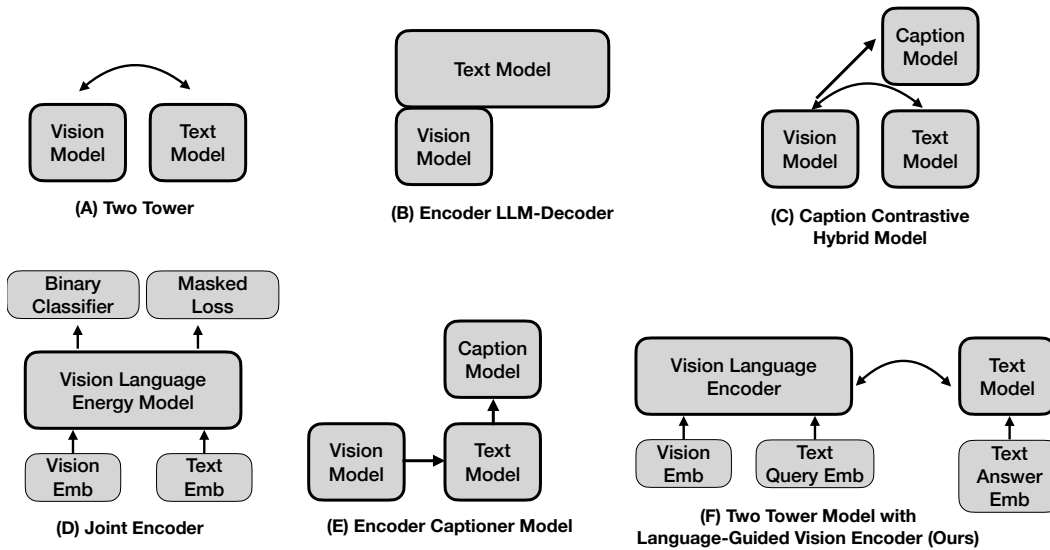 Vision
Model
Text
Model
(A) Two Tower
Text Model
Vision
Model
(B) Encoder LLM-Decoder
Caption
Model
Vision
Model
Text
Model
(C) Caption Contrastive
Hybrid Model
Binary
Classifier
Masked
Loss
Vision Language
Energy Model
Vision
Emb
Text
Emb
(D) Joint Encoder
Caption
Model
Vision
Model
Text
Model
(E) Encoder Captioner Model
Vision Language
Encoder
Text
Model
Vision
Emb
Text
Query Emb
Text
Answer
Emb
(F) Two Tower Model with
Language-Guided Vision Encoder (Ours)